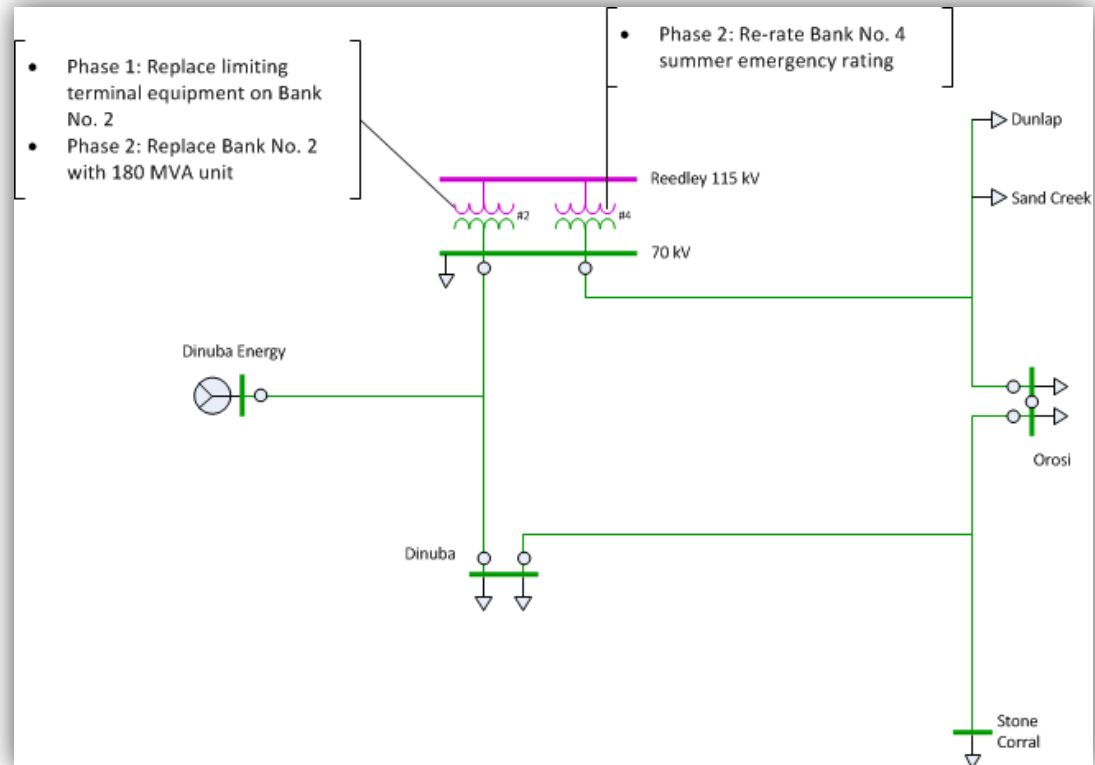 • Phase 1: Replace limiting
terminal equipment on Bank
No. 2
• Phase 2: Replace Bank No. 2
with 180 MVA unit
• Phase 2: Re-rate Bank No. 4
summer emergency rating
Dunlap
Reedley 115 kV
Sand Creek
#2
#4
70 kV
Dinuba Energy
Orosi
Dinuba
Stone
Corral